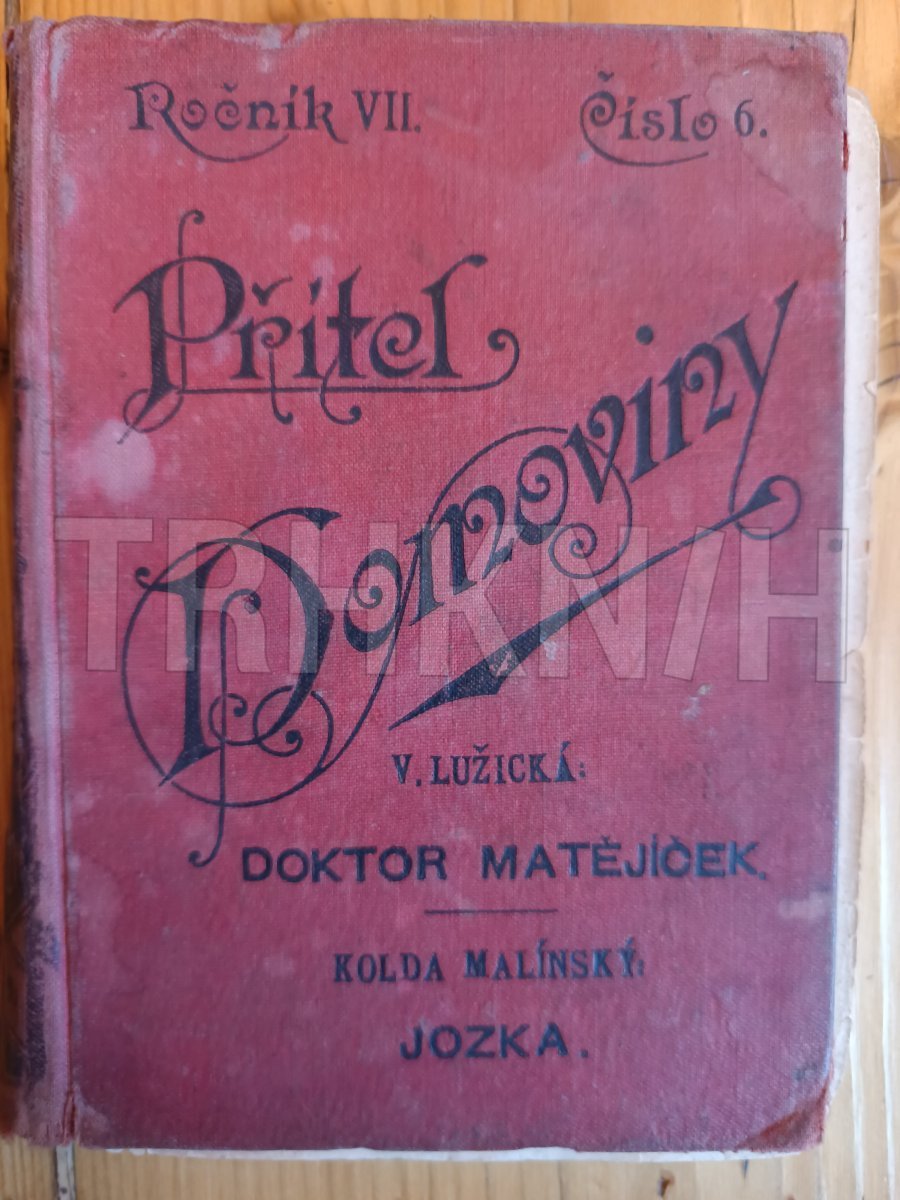 Ročník VII. Číslo 6.
Přítel
Domoviny
TRHKNIH
V. LUŽICKÁ:
DOKTOR MATĚJÍČEK.
KOLDA MALÍNSKÝ:
JOZKA.